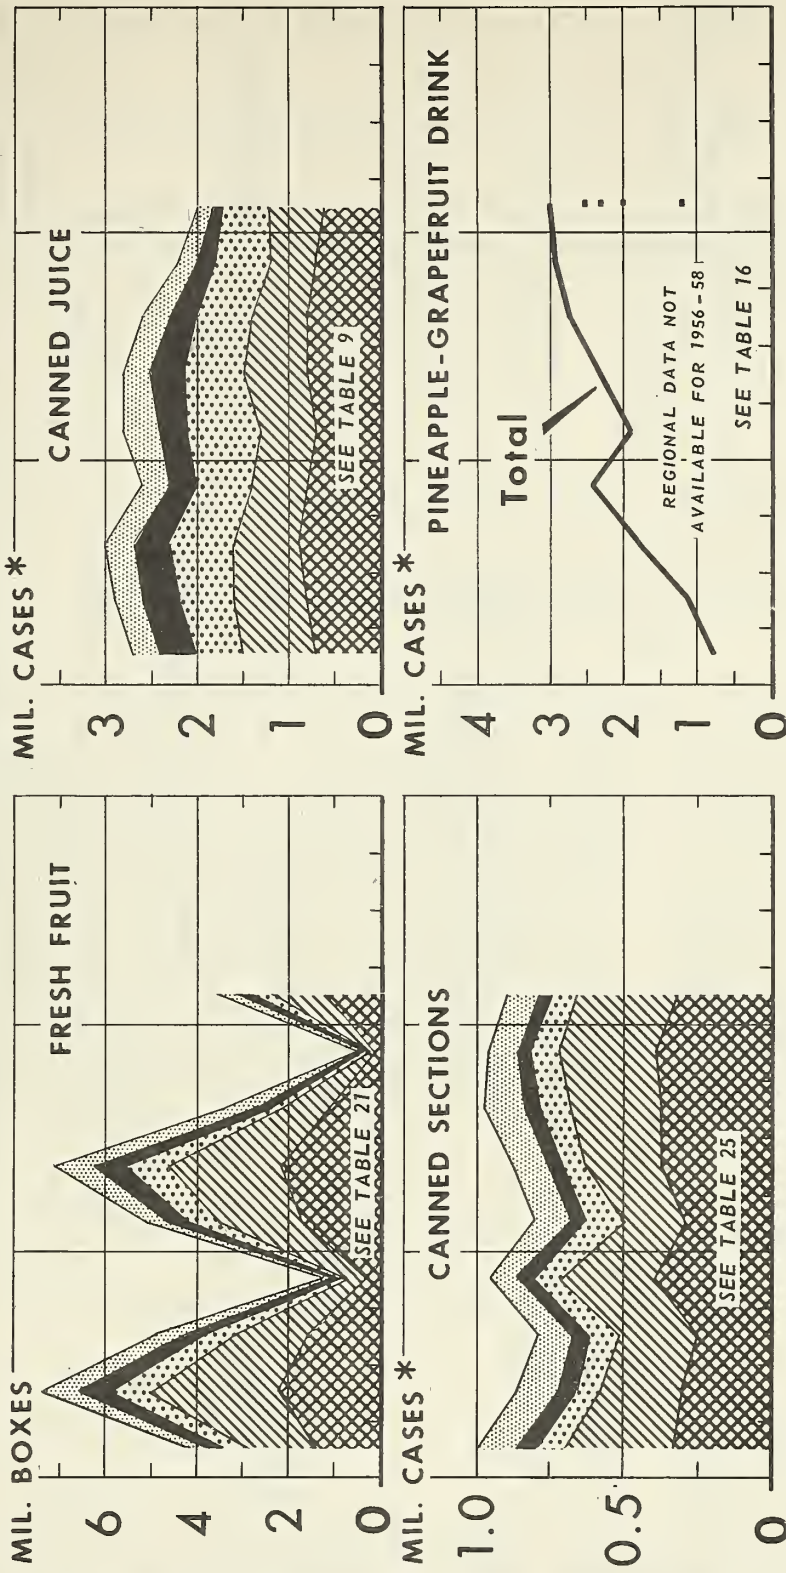 MIL. BOXES
FRESH FRUIT
6
4
2
0
SEE TABLE 21
MIL. CASES *
CANNED JUICE
3
2
1
0
SEE TABLE 9
MIL. CASES *
CANNED SECTIONS
1.0
0.5
0
SEE TABLE 25
MIL. CASES *
PINEAPPLE-GRAPEFRUIT DRINK
4
3
2
1
0
Total
REGIONAL DATA NOT
AVAILABLE FOR 1956-58
SEE TABLE 16